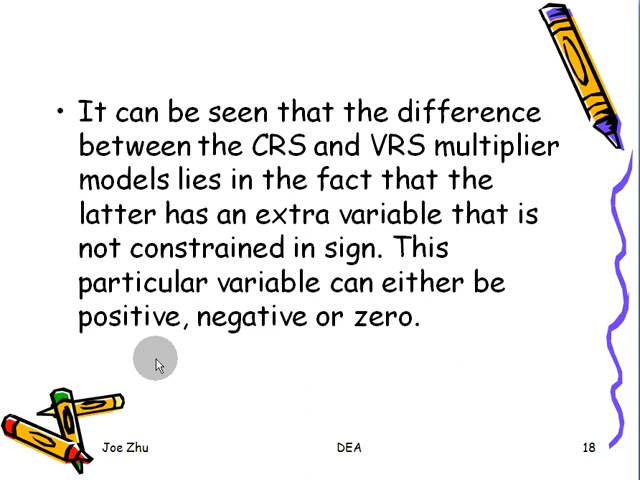 • It can be seen that the difference
between the CRS and VRS multiplier
models lies in the fact that the
latter has an extra variable that is
not constrained in sign. This
particular variable can either be
positive, negative or zero.
Joe Zhu DEA 18